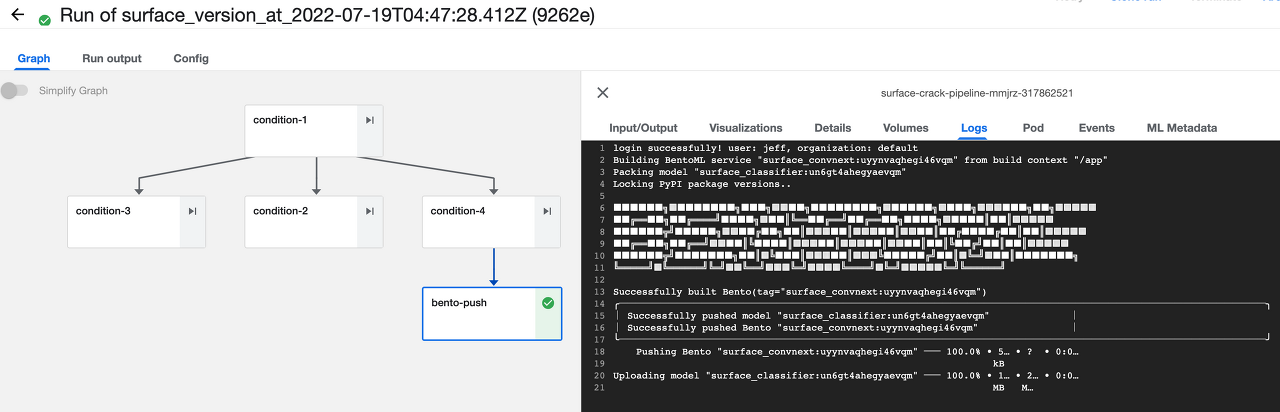 Run of surface_version_at_2022-07-19T04:47:28.412Z (9262e)
Graph Run output Config
Simplify Graph
condition-1
condition-3 condition-2 condition-4
bento-push
surface-crack-pipeline-mmjrz-317862521
Input/Output Visualizations Details Volumes Logs Pod Events ML Metadata
1 login successfully! user: jeff, organization: default
2 Building BentoML service "surface_convnext:uyynvaqhegi46vqm" from build context "/app"
3 Packing model "surface_classifier:un6gt4ahegyaevqm"
4 Locking PyPI package versions..
5
6
7
8
9
10
11
12
13 Successfully built Bento(tag="surface_convnext:uyynvaqhegi46vqm")
14
15 Successfully pushed model "surface_classifier:un6gt4ahegyaevqm"
16 Successfully pushed Bento "surface_convnext:uyynvaqhegi46vqm"
17
18 Pushing Bento "surface_convnext:uyynvaqhegi46vqm" ── 100.0% • 5… • ? • 0:0…
19 kB
20 Uploading model "surface_classifier:un6gt4ahegyaevqm" ── 100.0% • 1… • 2… • 0:0…
21 MB M…